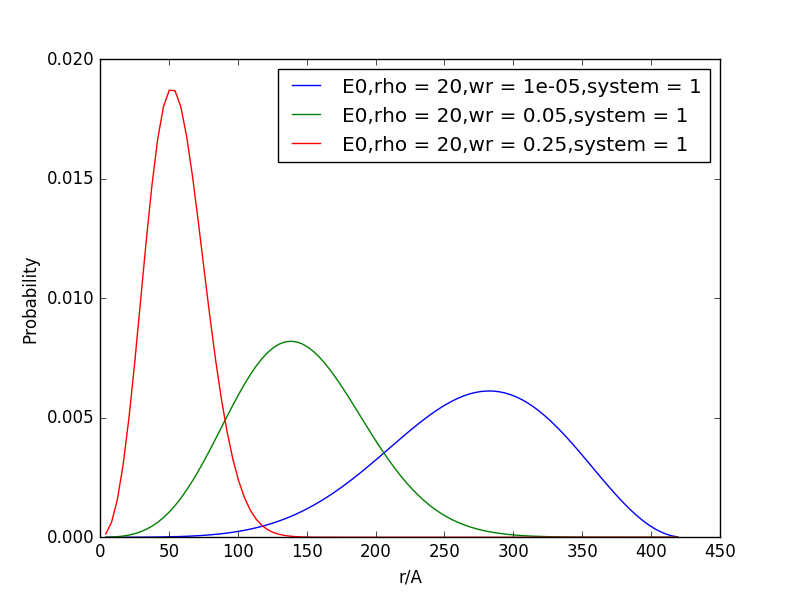 0.020
0.015
0.010
0.005
0.000
Probability
E0,rho = 20,wr = 1e-05,system = 1
E0,rho = 20,wr = 0.05,system = 1
E0,rho = 20,wr = 0.25,system = 1
0 50 100 150 200 250 300 350 400 450
r/A